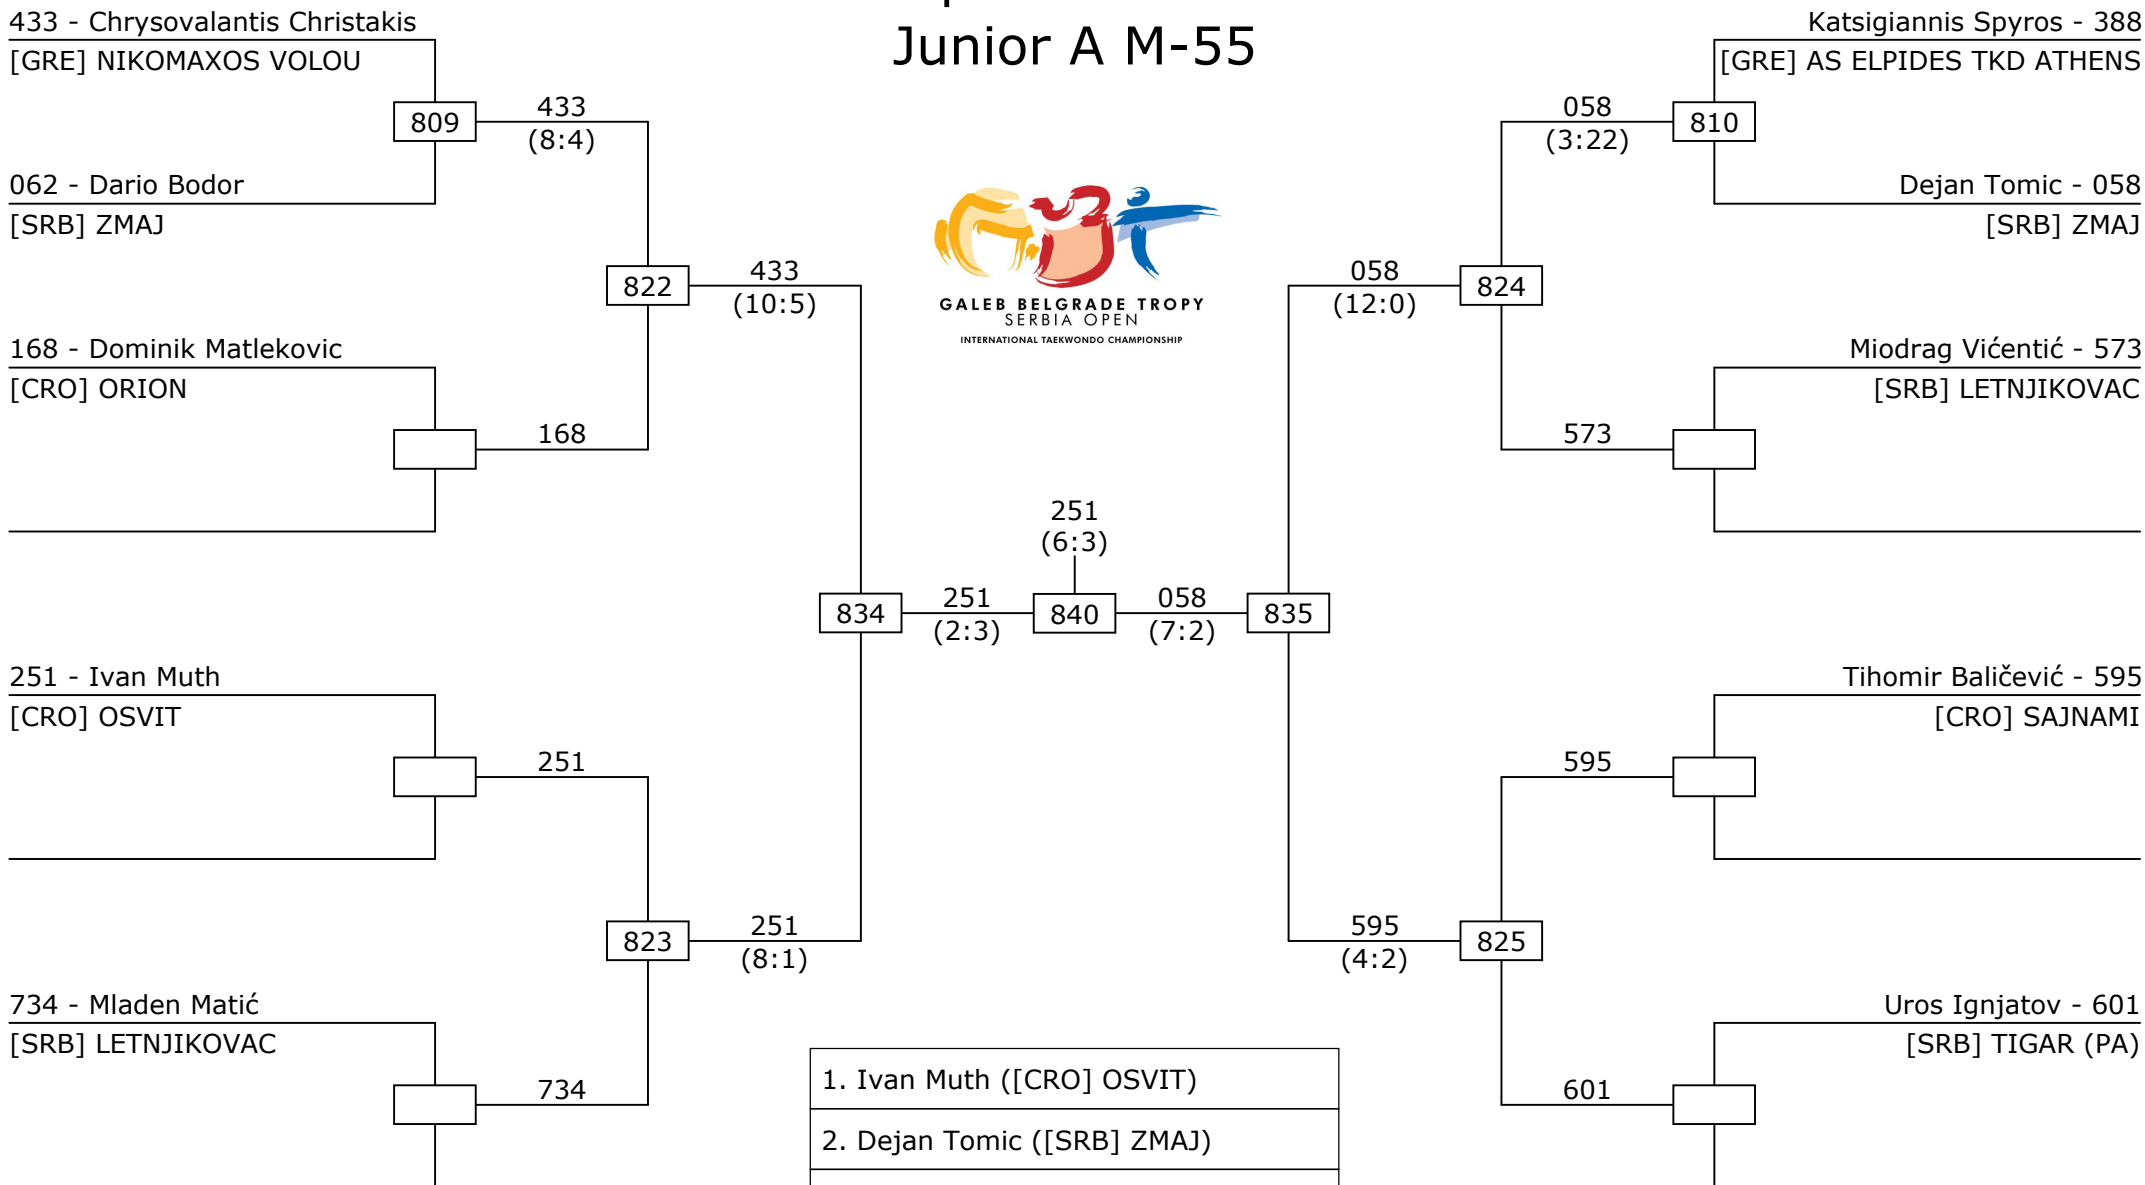 Junior A M-55
433 - Chrysovalantis Christakis
[GRE] NIKOMAXOS VOLOU
809
433
(8:4)
062 - Dario Bodor
[SRB] ZMAJ
822
433
(10:5)
168 - Dominik Matlekovic
[CRO] ORION
168
251 - Ivan Muth
[CRO] OSVIT
251
823
251
(8:1)
734 - Mladen Matić
[SRB] LETNJIKOVAC
734
GALEB BELGRADE TROPY
SERBIA OPEN
INTERNATIONAL TAEKWONDO CHAMPIONSHIP
251
(6:3)
834
251
(2:3)
840
058
(7:2)
835
Katsigiannis Spyros - 388
[GRE] AS ELPIDES TKD ATHENS
058
(3:22)
810
Dejan Tomic - 058
[SRB] ZMAJ
058
(12:0)
824
Miodrag Vićentić - 573
[SRB] LETNJIKOVAC
573
Tihomir Baličević - 595
[CRO] SAJNAMI
595
595
(4:2)
825
Uros Ignjatov - 601
[SRB] TIGAR (PA)
601
1. Ivan Muth ([CRO] OSVIT)
2. Dejan Tomic ([SRB] ZMAJ)